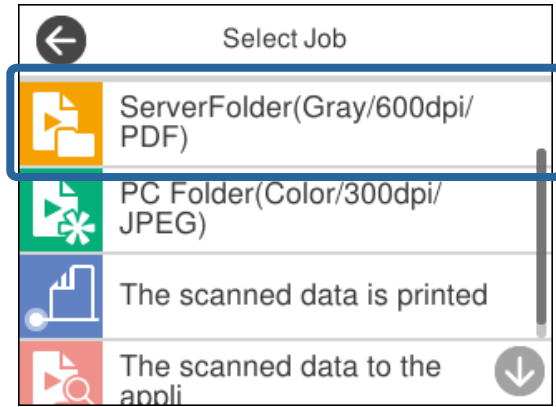 Select Job
ServerFolder(Gray/600dpi/
PDF)
PC Folder(Color/300dpi/
JPEG)
The scanned data is printed
The scanned data to the
appli